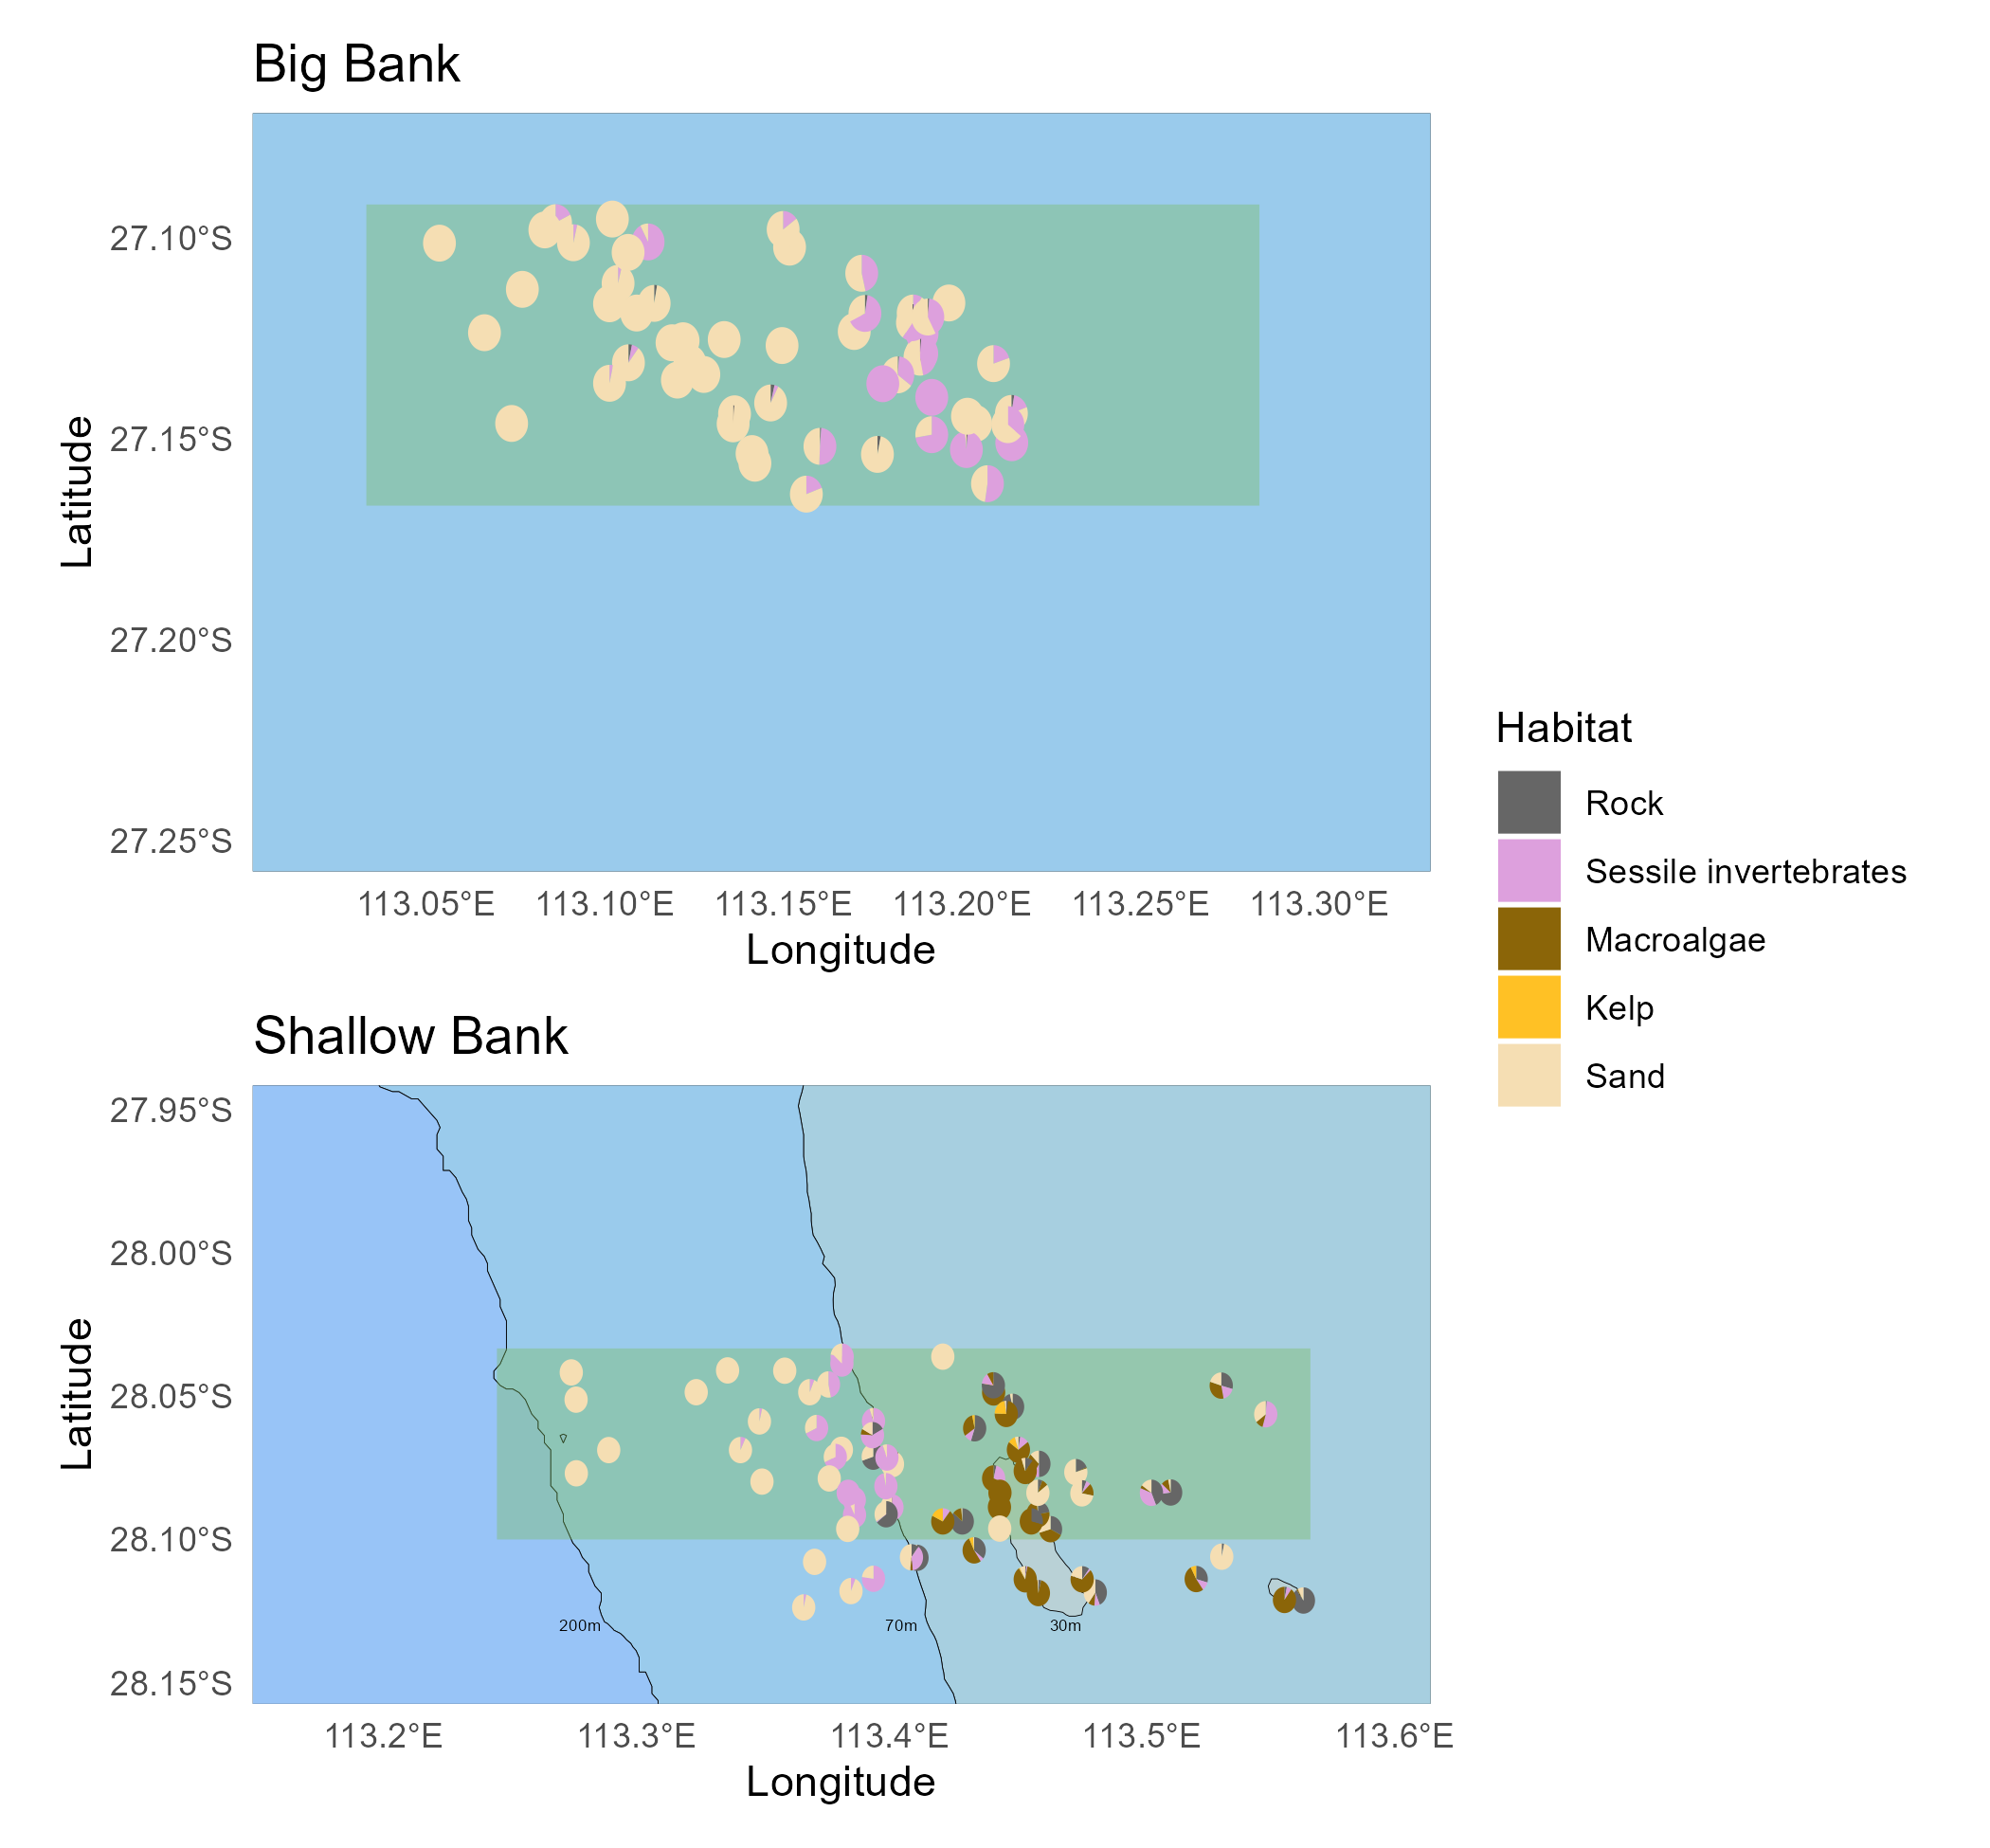 Big Bank
27.10°S
27.15°S
27.20°S
27.25°S
Latitude
113.05°E 113.10°E 113.15°E 113.20°E 113.25°E 113.30°E
Longitude
Habitat
Rock
Sessile invertebrates
Macroalgae
Kelp
Sand
Shallow Bank
27.95°S
28.00°S
28.05°S
28.10°S
28.15°S
Latitude
200m 70m 30m
113.2°E 113.3°E 113.4°E 113.5°E 113.6°E
Longitude